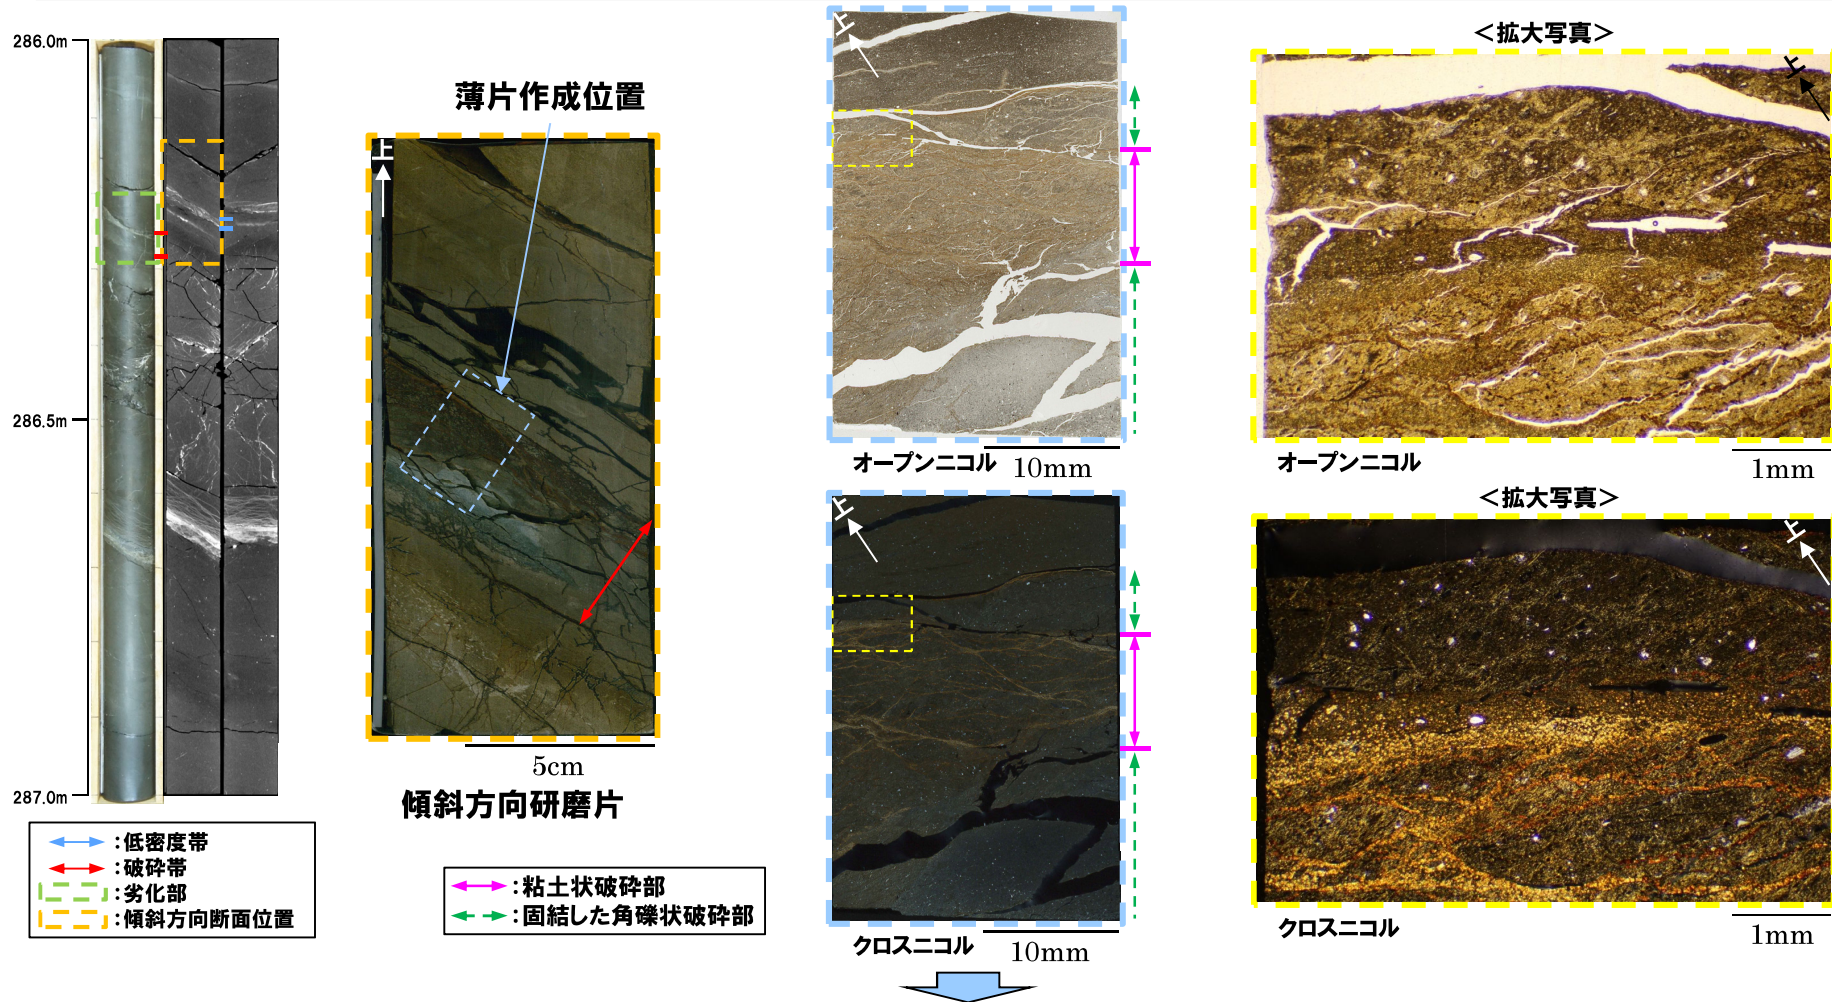 286.0m
286.5m
287.0m
:低密度帯
:破砕帯
:劣化部
:傾斜方向断面位置
薄片作成位置
上
5cm
傾斜方向研磨片
:粘土状破砕部
:固結した角礫状破砕部
上
オープンニコル
10mm
上
クロスニコル
10mm
＜拡大写真＞
上
オープンニコル
1mm
＜拡大写真＞
上
クロスニコル
1mm